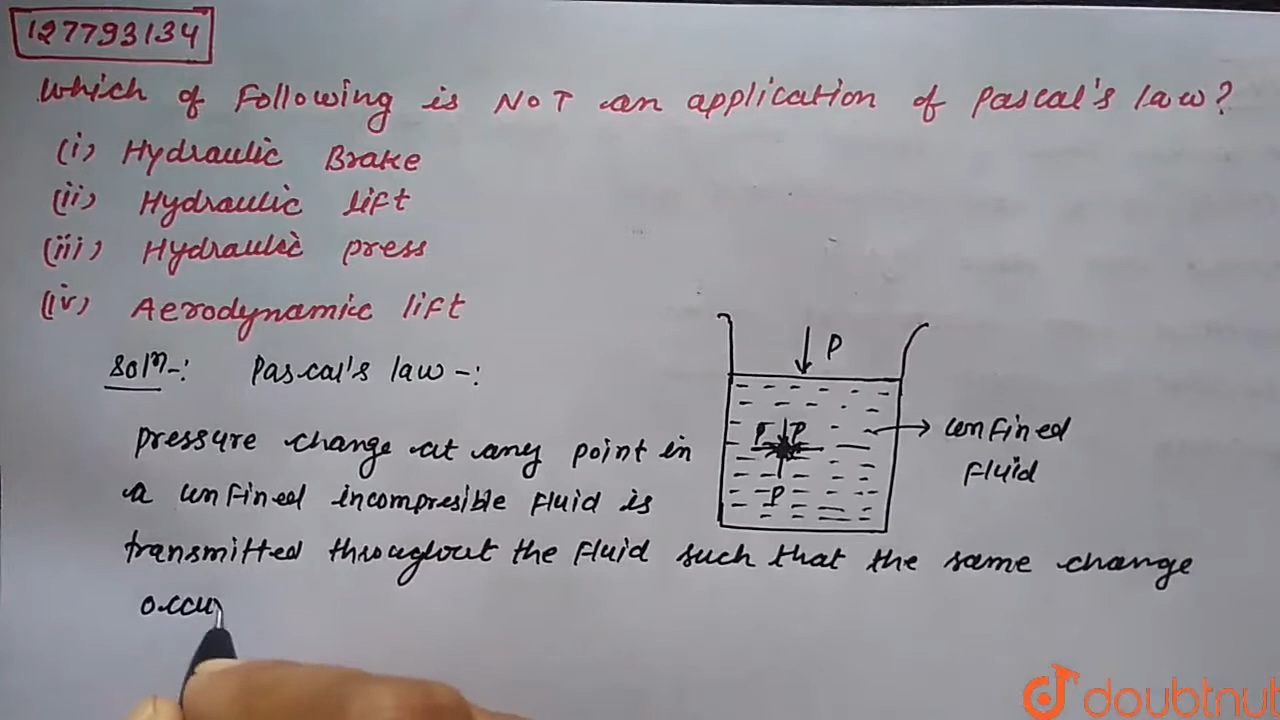 127793134
Which of Following is NOT an application of Pascal's law?
(i) Hydraulic Brake
(ii) Hydraulic Lift
(iii) Hydraulic press
(iv) Aerodynamic lift
Solⁿ-: Pascal's law-:
P
pressure change at any point in
P P
confined
fluid
a confined incompresible fluid is
P
transmitted throughout the fluid such that the same change
occu
doubtnut